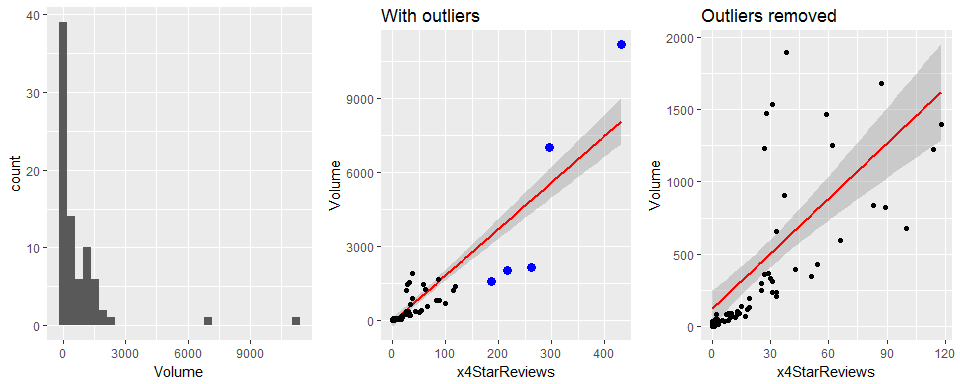 40
30
20
10
0
count
0 3000 6000 9000
Volume
With outliers
9000
6000
3000
0
Volume
0 100 200 300 400
x4StarReviews
Outliers removed
2000
1500
1000
500
0
Volume
0 30 60 90 120
x4StarReviews